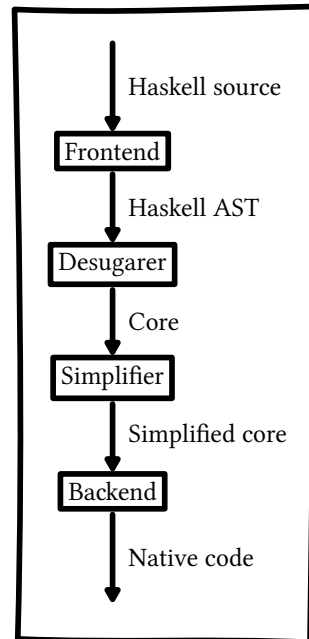 Haskell source
Frontend
Haskell AST
Desugarer
Core
Simplifier
Simplified core
Backend
Native code